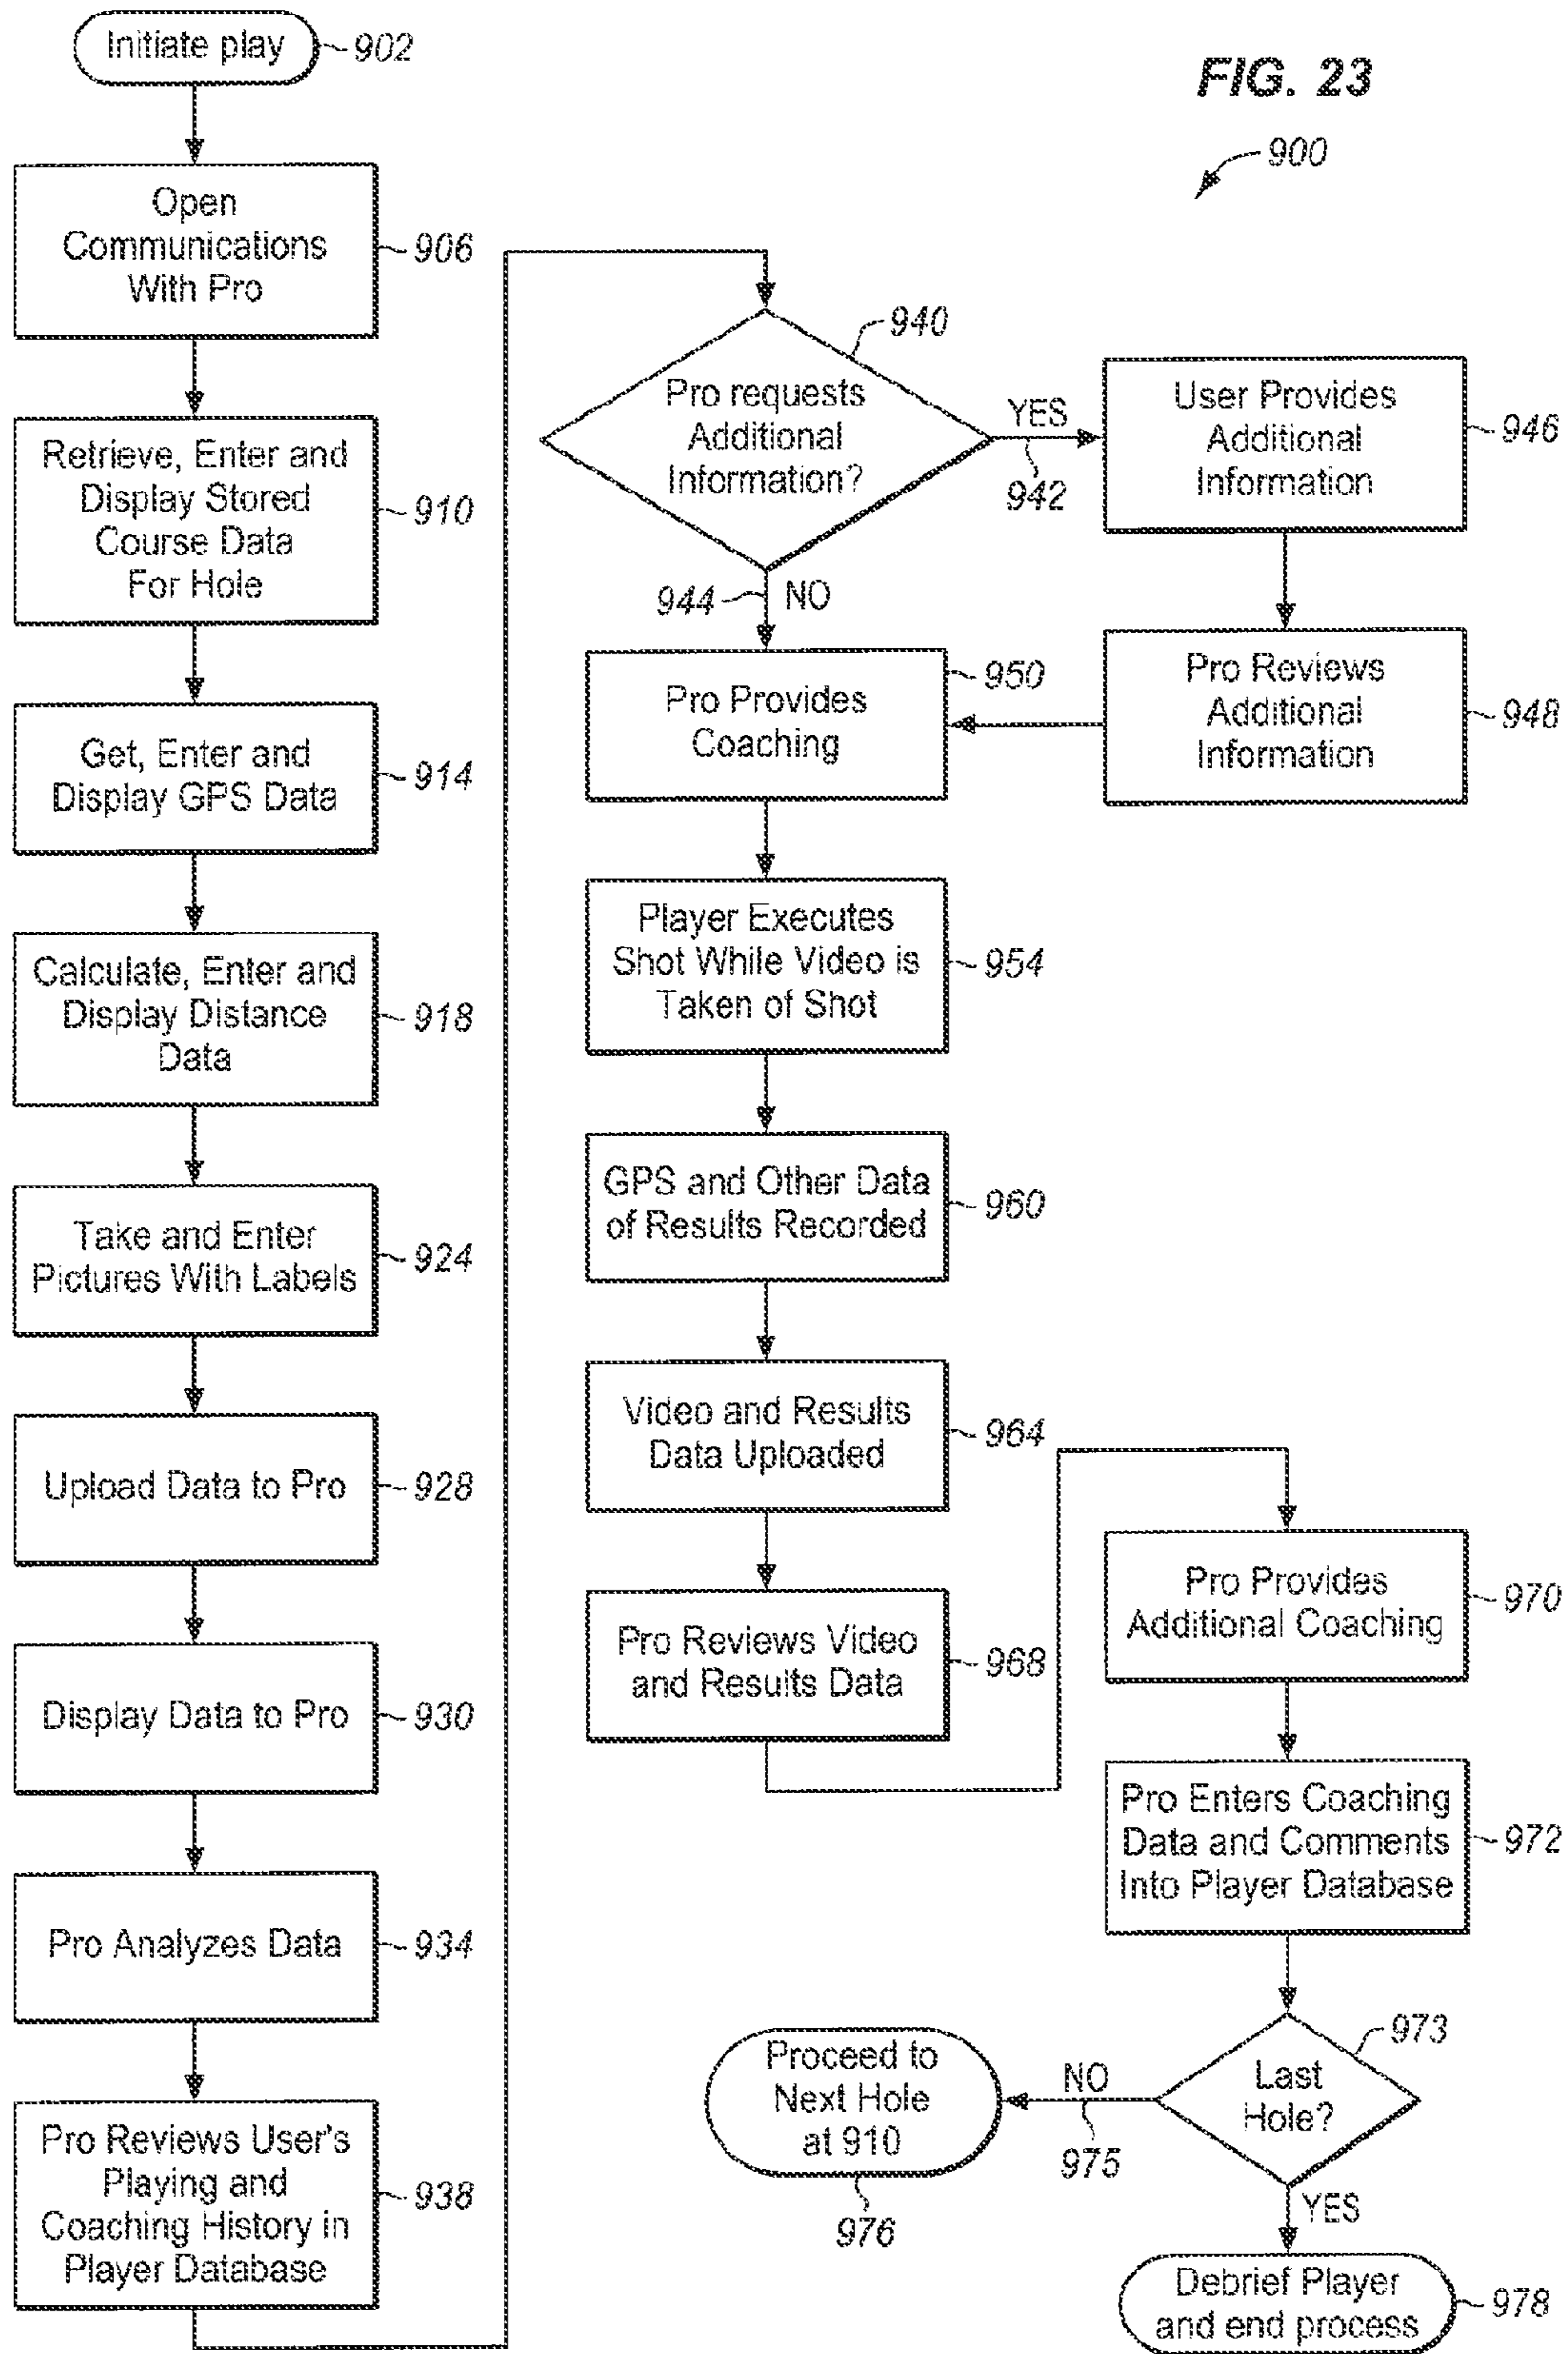 FIG. 23
900
Initiate play
902
Open
Communications
With Pro
906
Retrieve, Enter and
Display Stored
Course Data
For Hole
910
Get, Enter and
Display GPS Data
914
Calculate, Enter and
Display Distance
Data
918
Take and Enter
Pictures With Labels
924
Upload Data to Pro
928
Display Data to Pro
930
Pro Analyzes Data
934
Pro Reviews User's
Playing and
Coaching History in
Player Database
938
Pro requests
Additional
Information?
940
YES
942
User Provides
Additional
Information
946
Pro Reviews
Additional
Information
948
944
NO
Pro Provides
Coaching
950
Player Executes
Shot While Video is
Taken of Shot
954
GPS and Other Data
of Results Recorded
960
Video and Results
Data Uploaded
964
Pro Reviews Video
and Results Data
968
Pro Provides
Additional Coaching
970
Pro Enters Coaching
Data and Comments
Into Player Database
972
Last
Hole?
973
NO
975
Proceed to
Next Hole
at 910
976
YES
Debrief Player
and end process
978